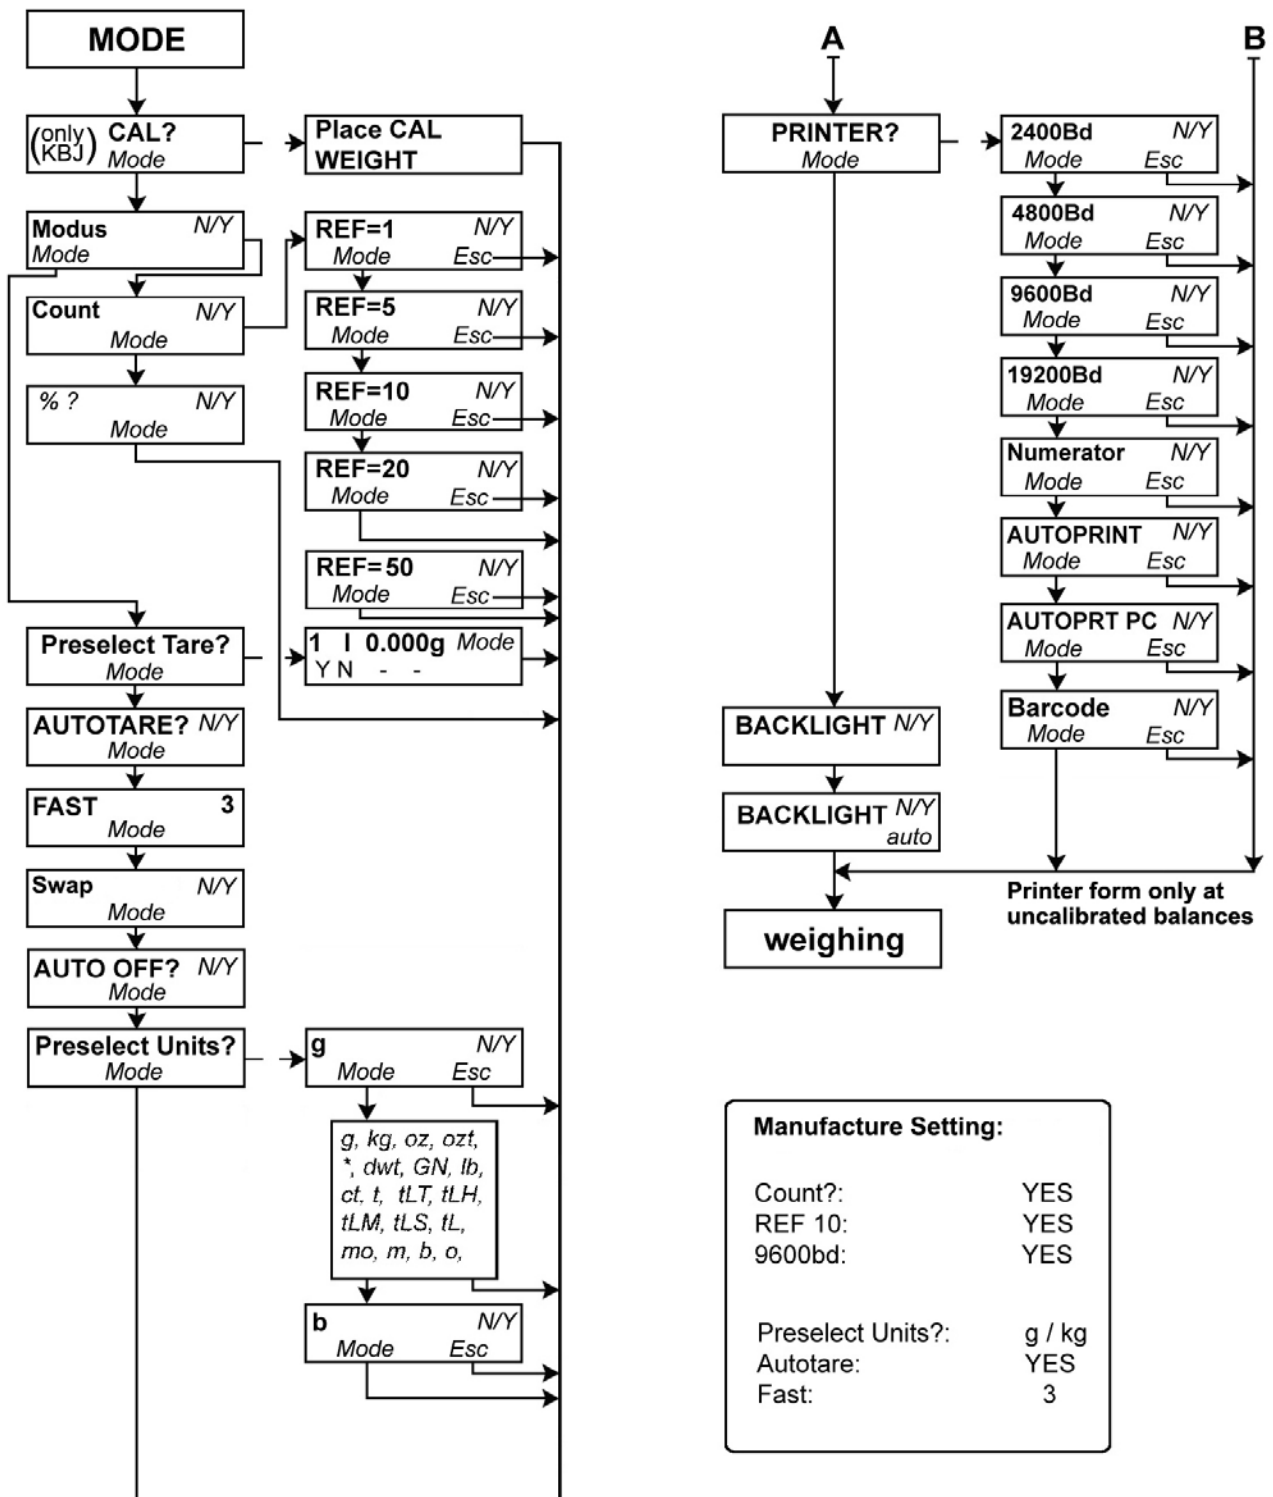 MODE
(only KBJ) CAL?
Mode
Place CAL
WEIGHT
Modus N/Y
Mode
Count N/Y
Mode
% ? N/Y
Mode
REF=1 N/Y
Mode Esc
REF=5 N/Y
Mode Esc
REF=10 N/Y
Mode Esc
REF=20 N/Y
Mode Esc
REF=50 N/Y
Mode Esc
Preselect Tare?
Mode
1 I 0.000g Mode
Y N - -
AUTOTARE? N/Y
Mode
FAST 3
Mode
Swap N/Y
Mode
AUTO OFF? N/Y
Mode
Preselect Units?
Mode
g N/Y
Mode Esc
g, kg, oz, ozt,
*, dwt, GN, lb,
ct, t, tLT, tLH,
tLM, tLS, tL,
mo, m, b, o,
b N/Y
Mode Esc
A
B
PRINTER?
Mode
2400Bd N/Y
Mode Esc
4800Bd N/Y
Mode Esc
9600Bd N/Y
Mode Esc
19200Bd N/Y
Mode Esc
Numerator N/Y
Mode Esc
AUTOPRINT N/Y
Mode Esc
AUTOPRT PC N/Y
Mode Esc
Barcode N/Y
Mode Esc
BACKLIGHT N/Y
BACKLIGHT N/Y
auto
Printer form only at
uncalibrated balances
weighing
Manufacture Setting:
Count?: YES
REF 10: YES
9600bd: YES
Preselect Units?: g / kg
Autotare: YES
Fast: 3